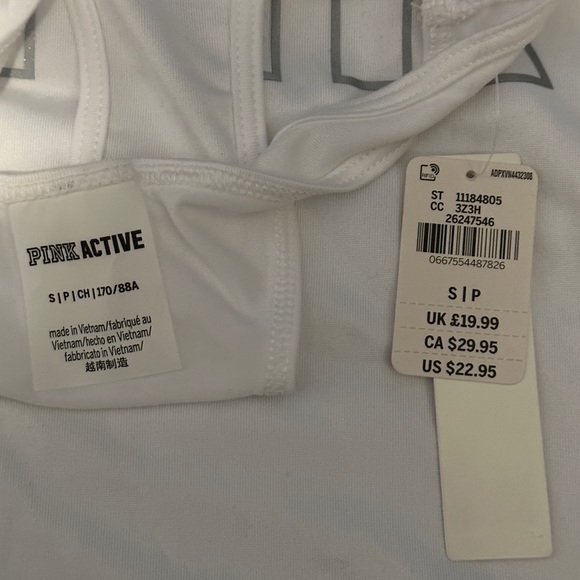 PINK ACTIVE
S|P|CH|170/88A
made in Vietnam/fabriqué au
Vietnam/hecho en Vietnam/
fabbricato in Vietnam/
越南制造
ADPXVN4432308
ST 11184805
CC 3Z3H
26247546
0667554487826
S|P
UK £19.99
CA $29.95
US $22.95